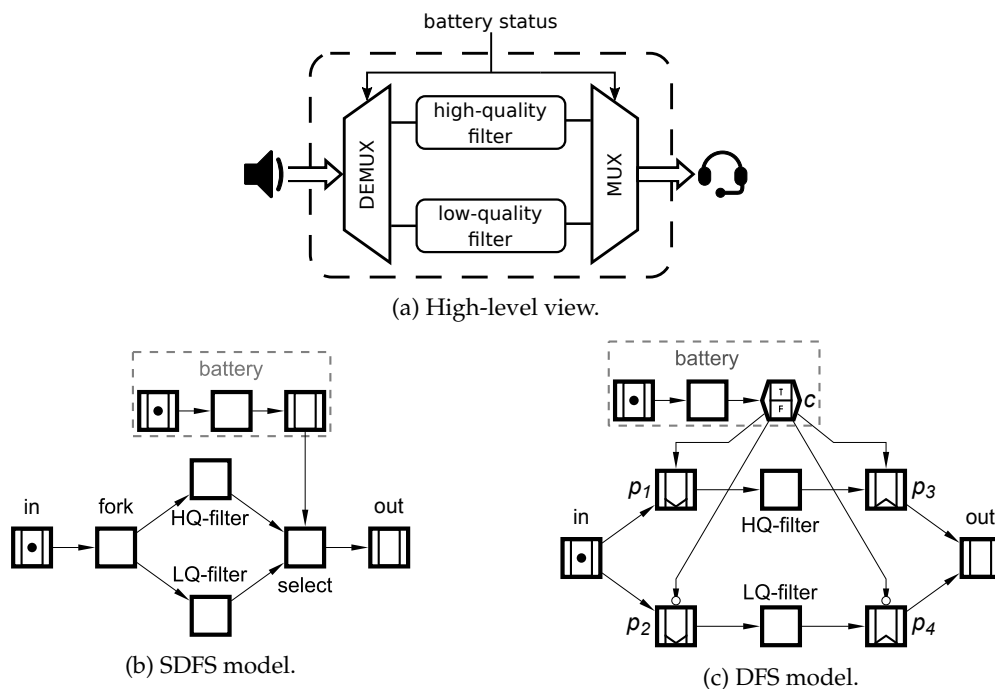 battery status
high-quality
filter
DEMUX
MUX
low-quality
filter
(a) High-level view.
battery
in
fork
HQ-filter
LQ-filter
select
out
(b) SDFS model.
battery
T
F
c
p1
p3
HQ-filter
in
out
LQ-filter
p2
p4
(c) DFS model.